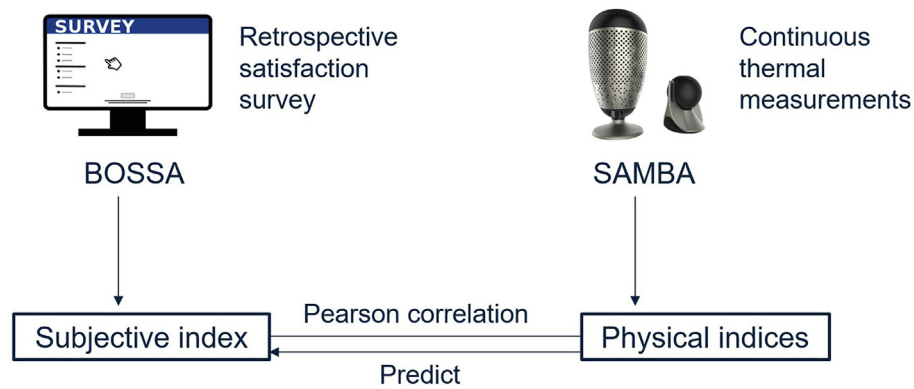 SURVEY
Retrospective
satisfaction
survey
BOSSA
Continuous
thermal
measurements
SAMBA
Pearson correlation
Subjective index
Physical indices
Predict